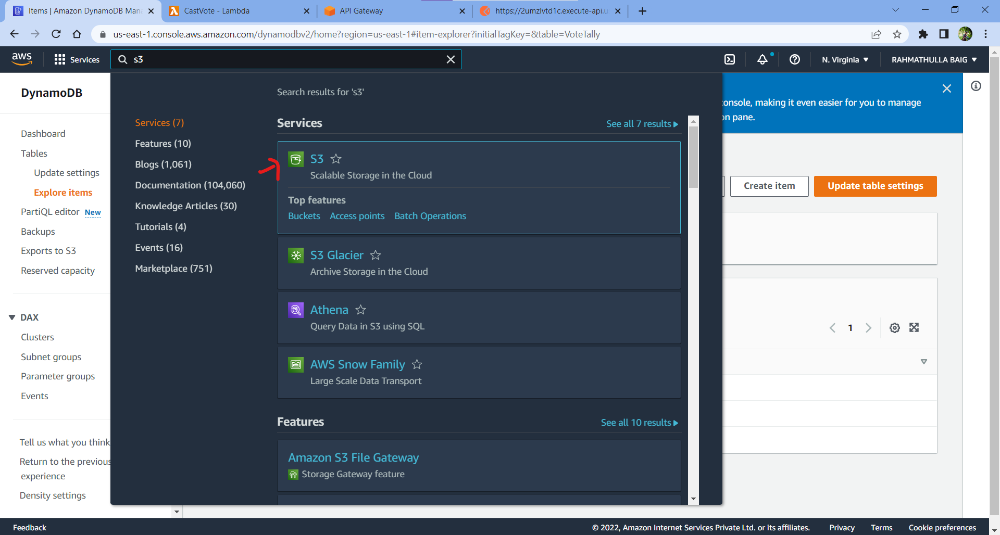 Items | Amazon DynamoDB Mana
CastVote - Lambda
API Gateway
https://2umzlvtd1c.execute-api.u
us-east-1.console.aws.amazon.com/dynamodbv2/home?region=us-east-1#item-explorer?initialTagKey=&table=VoteTally
aws
Services
s3
N. Virginia
RAHMATHULLA BAIG
DynamoDB
Dashboard
Tables
Update settings
Explore items
PartiQL editor New
Backups
Exports to S3
Reserved capacity
DAX
Clusters
Subnet groups
Parameter groups
Events
Tell us what you think
Return to the previous
experience
Density settings
Search results for 's3'
Services (7)
Features (10)
Blogs (1,061)
Documentation (104,060)
Knowledge Articles (30)
Tutorials (4)
Events (16)
Marketplace (751)
Services
See all 7 results
S3
Scalable Storage in the Cloud
Top features
Buckets Access points Batch Operations
S3 Glacier
Archive Storage in the Cloud
Athena
Query Data in S3 using SQL
AWS Snow Family
Large Scale Data Transport
Features
See all 10 results
Amazon S3 File Gateway
Storage Gateway feature
console, making it even easier for you to manage
on pane.
Create item
Update table settings
1
Feedback
© 2022, Amazon Internet Services Private Ltd. or its affiliates.
Privacy
Terms
Cookie preferences